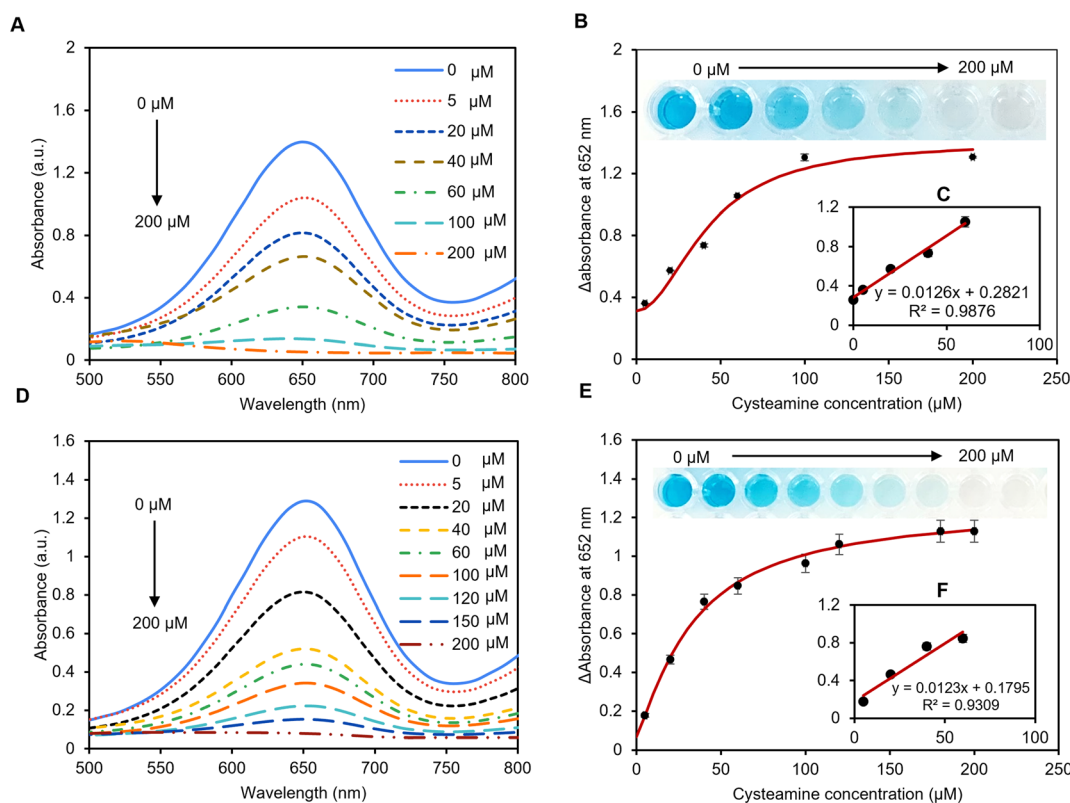 A
2
1.6
1.2
0.8
0.4
0
500 550 600 650 700 750 800
Absorbance (a.u.)
Wavelength (nm)
0 µM
200 µM
0 µM
5 µM
20 µM
40 µM
60 µM
100 µM
200 µM
B
2
1.6
1.2
0.8
0.4
0
0 50 100 150 200 250
Δabsorbance at 652 nm
Cysteamine concentration (µM)
0 µM 200 µM
C
1.2
0.8
0.4
0
0 50 100
y = 0.0126x + 0.2821
R² = 0.9876
D
1.6
1.4
1.2
1
0.8
0.6
0.4
0.2
0
500 550 600 650 700 750 800
Absorbance (a.u.)
Wavelength (nm)
0 µM
200 µM
0 µM
5 µM
20 µM
40 µM
60 µM
100 µM
120 µM
150 µM
200 µM
E
1.6
1.4
1.2
1
0.8
0.6
0.4
0.2
0
0 50 100 150 200 250
ΔAbsorbance at 652 nm
Cysteamine concentration (µM)
0 µM 200 µM
F
1.2
0.8
0.4
0
0 50 100
y = 0.0123x + 0.1795
R² = 0.9309